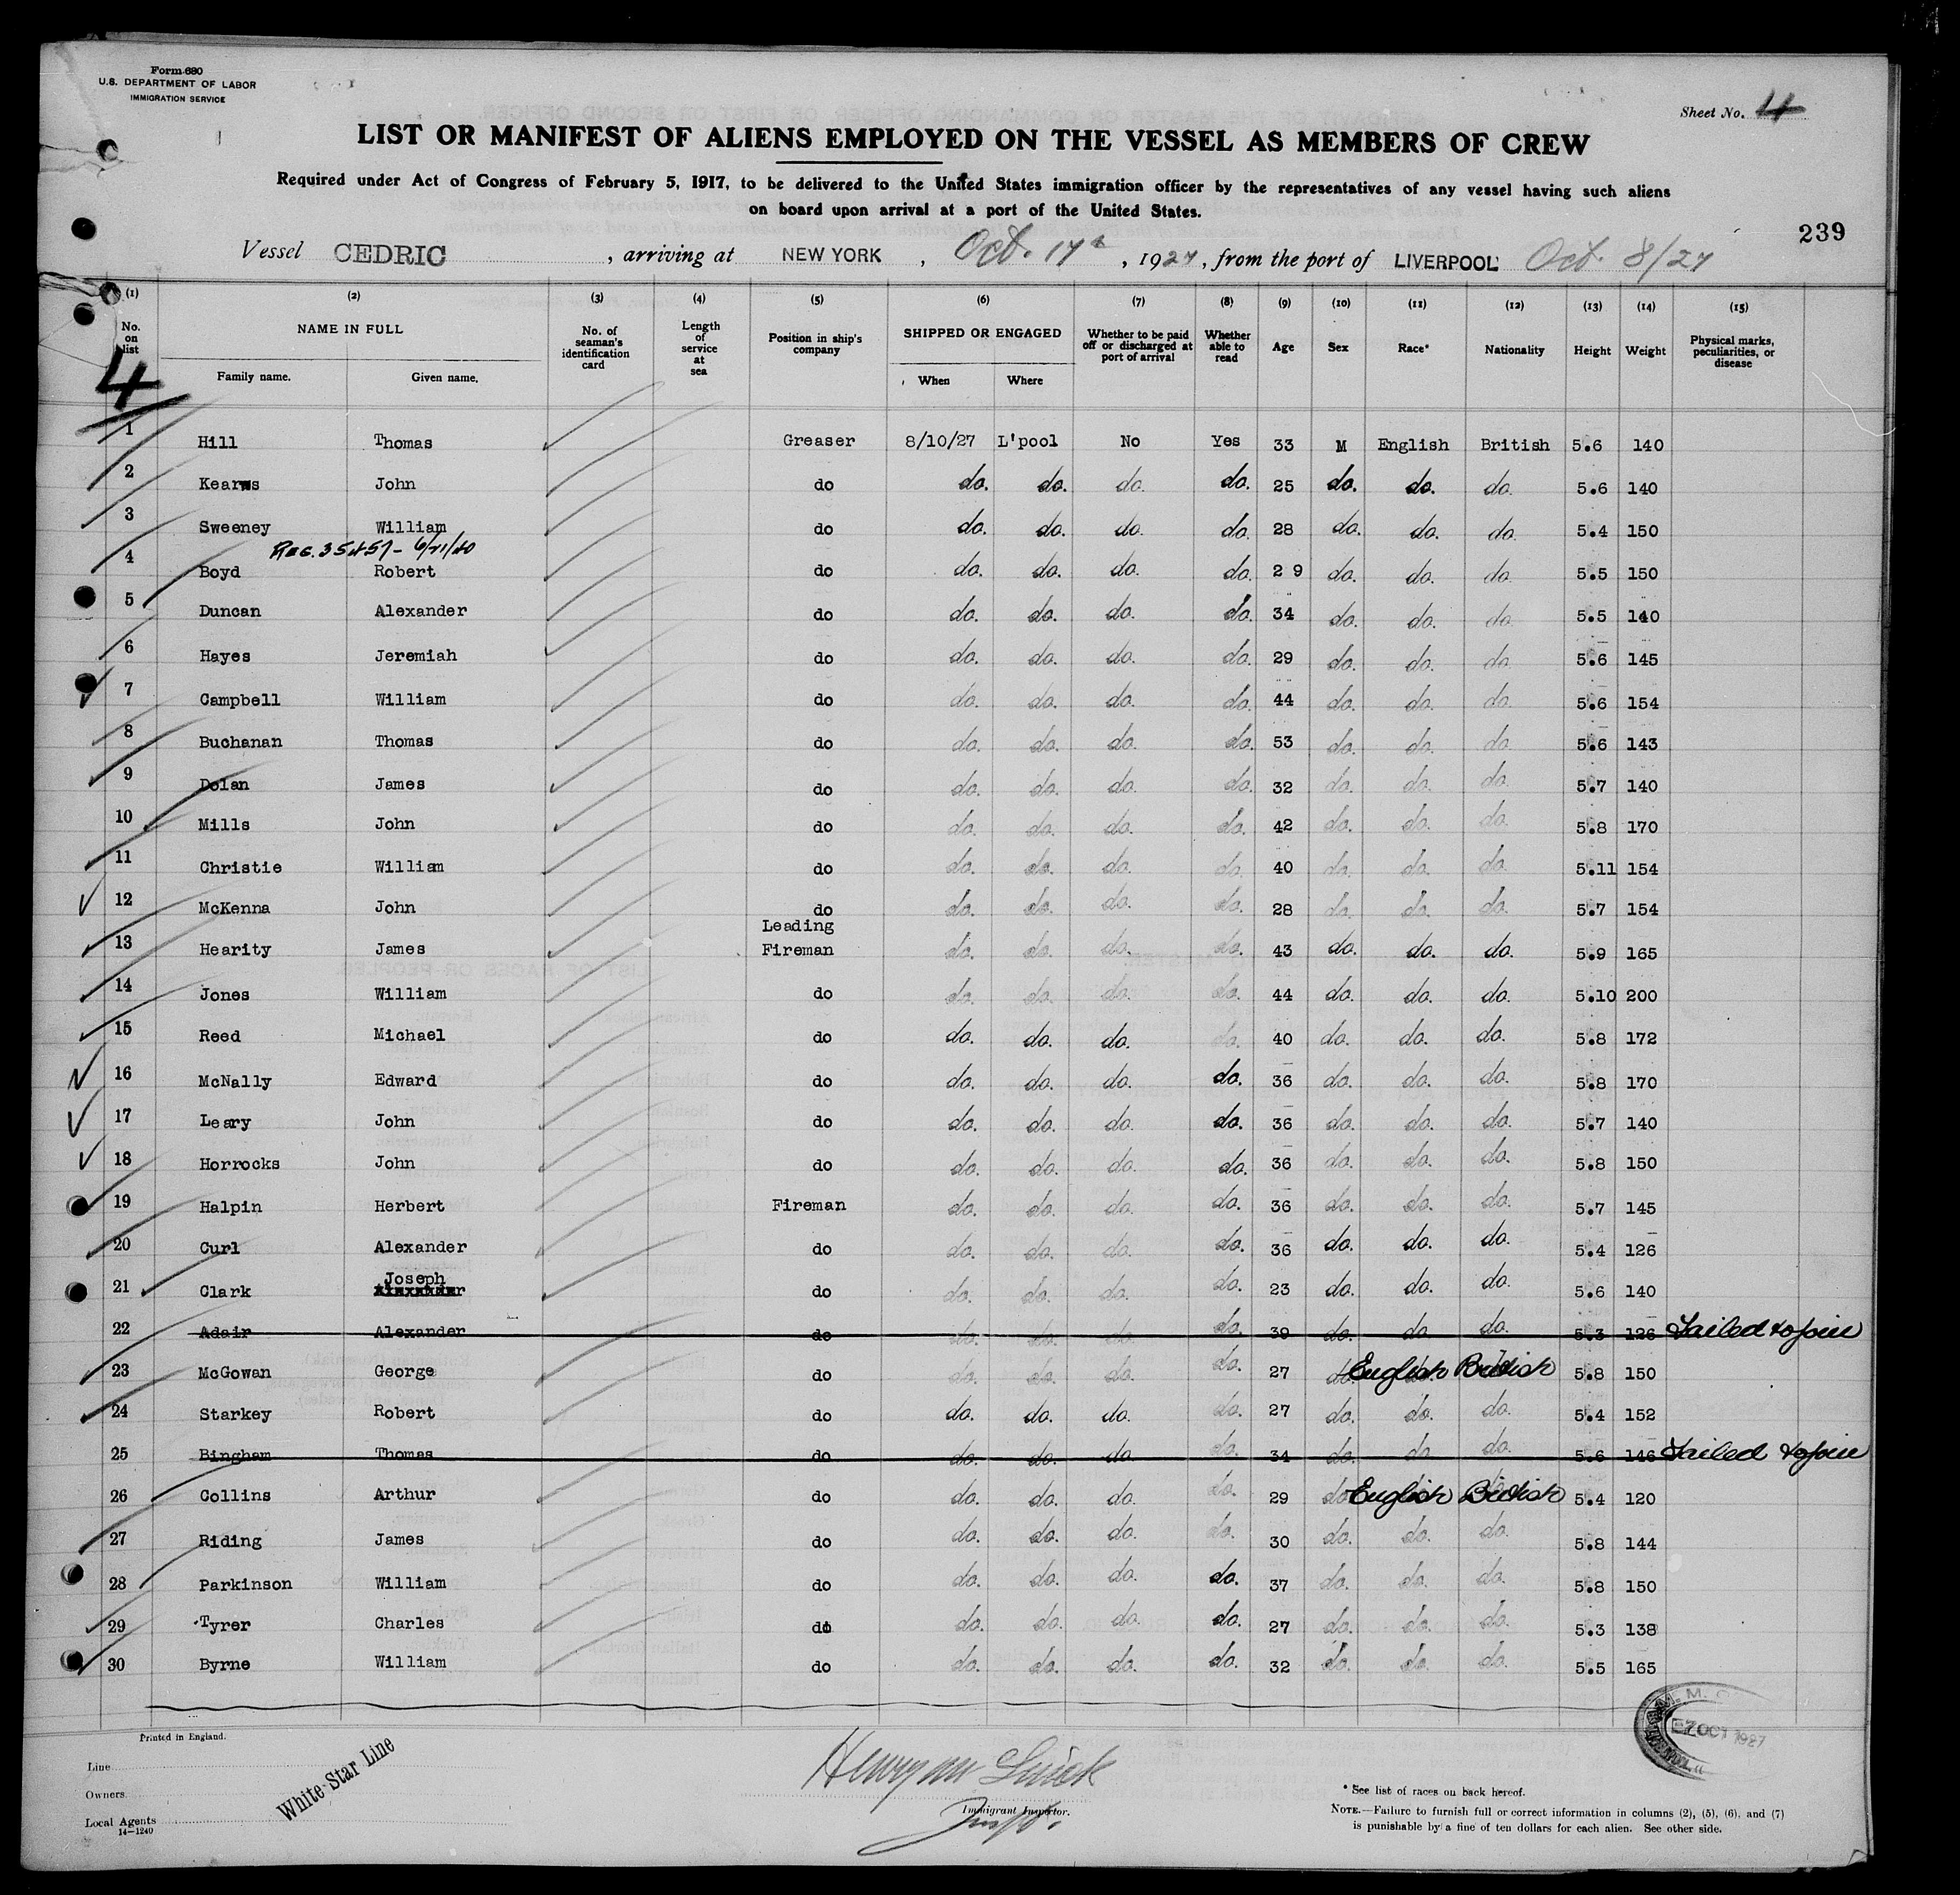 Form 680
U.S. DEPARTMENT OF LABOR
IMMIGRATION SERVICE
Sheet No. 4
LIST OR MANIFEST OF ALIENS EMPLOYED ON THE VESSEL AS MEMBERS OF CREW
Required under Act of Congress of February 5, 1917, to be delivered to the United States immigration officer by the representatives of any vessel having such aliens
on board upon arrival at a port of the United States.
239
Vessel CEDRIC , arriving at NEW YORK , Oct. 17th , 1927 , from the port of LIVERPOOL Oct. 8/27
(1) (2) (3) (4) (5) (6) (7) (8) (9) (10) (11) (12) (13) (14) (15)
No. on list NAME IN FULL Family name. Given name. No. of seaman's identification card Length of service at sea Position in ship's company SHIPPED OR ENGAGED When Where Whether to be paid off or discharged at port of arrival Whether able to read Age Sex Race* Nationality Height Weight Physical marks, peculiarities, or disease
4
1 Hill Thomas Greaser 8/10/27 L'pool No Yes 33 M English British 5.6 140
2 Kearns John do do. do. do. do. 25 do. do. do. 5.6 140
3 Sweeney William do do. do. do. do. 28 do. do. do. 5.4 150
Rec. 35457 - 6/21/40
4 Boyd Robert do do. do. do. do. 2 9 do. do. do. 5.5 150
5 Duncan Alexander do do. do. do. do. 34 do. do. do. 5.5 140
6 Hayes Jeremiah do do. do. do. do. 29 do. do. do. 5.6 145
7 Campbell William do do. do. do. do. 44 do. do. do. 5.6 154
8 Buchanan Thomas do do. do. do. do. 53 do. do. do. 5.6 143
9 Dolan James do do. do. do. do. 32 do. do. do. 5.7 140
10 Mills John do do. do. do. do. 42 do. do. do. 5.8 170
11 Christie William do do. do. do. do. 40 do. do. do. 5.11 154
12 McKenna John do do. do. do. do. 28 do. do. do. 5.7 154
13 Hearity James Leading Fireman do. do. do. do. 43 do. do. do. 5.9 165
14 Jones William do do. do. do. do. 44 do. do. do. 5.10 200
15 Reed Michael do do. do. do. do. 40 do. do. do. 5.8 172
16 McNally Edward do do. do. do. do. 36 do. do. do. 5.8 170
17 Leary John do do. do. do. do. 36 do. do. do. 5.7 140
18 Horrocks John do do. do. do. do. 36 do. do. do. 5.8 150
19 Halpin Herbert Fireman do. do. do. do. 36 do. do. do. 5.7 145
20 Curl Alexander do do. do. do. do. 36 do. do. do. 5.4 126
21 Clark Joseph Alexander do do. do. do. do. 23 do. do. do. 5.6 140
22 Adair Alexander do do. do. do. do. 39 do. do. do. 5.3 126 Failed to join
23 McGowan George do do. do. do. do. 27 do. English British 5.8 150
24 Starkey Robert do do. do. do. do. 27 do. do. do. 5.4 152
25 Bingham Thomas do do. do. do. do. 34 do. do. do. 5.6 146 Failed to join
26 Collins Arthur do do. do. do. do. 29 do. English British 5.4 120
27 Riding James do do. do. do. do. 30 do. do. do. 5.8 144
28 Parkinson William do do. do. do. do. 37 do. do. do. 5.8 150
29 Tyrer Charles do do. do. do. do. 27 do. do. do. 5.3 138
30 Byrne William do do. do. do. do. 32 do. do. do. 5.5 165
Printed in England.
Line
Owners
Local Agents
14—1240
White Star Line
Immigrant Inspector.
M. M.
OCT 1927
* See list of races on back hereof.
NOTE.—Failure to furnish full or correct information in columns (2), (5), (6), and (7)
is punishable by a fine of ten dollars for each alien. See other side.